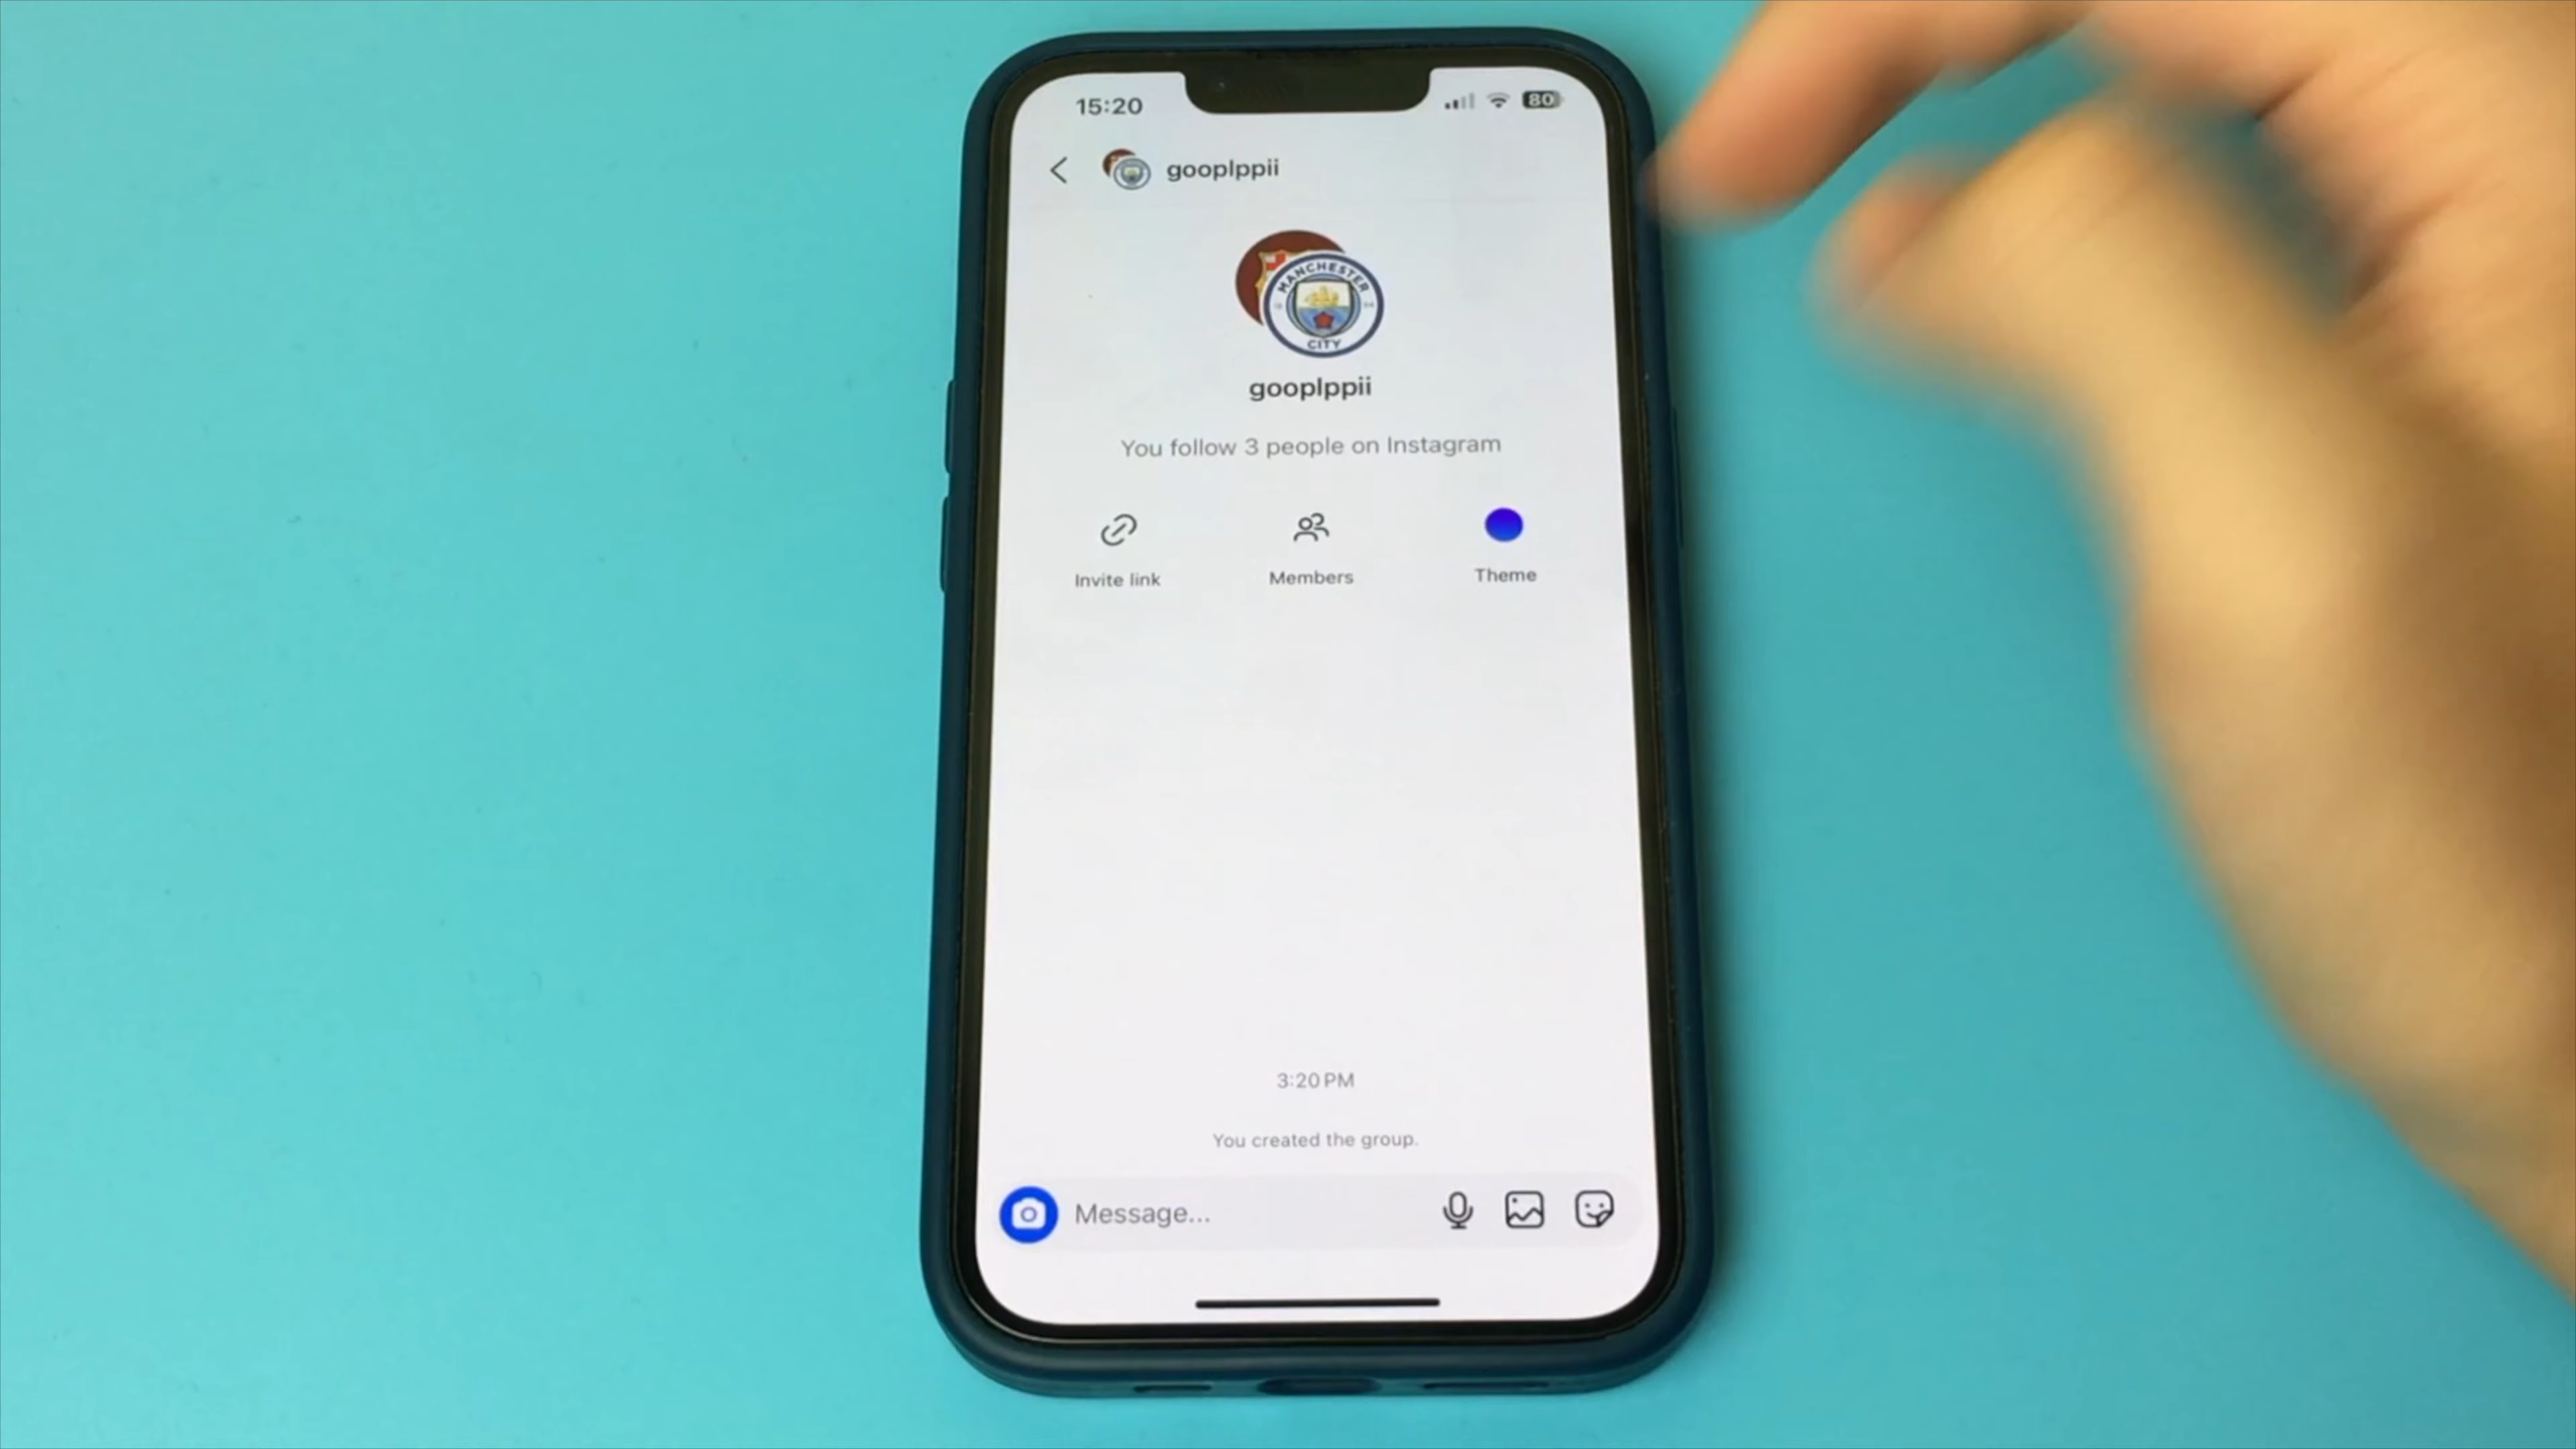 15:20
80
gooplppii
MANCHESTER
CITY
gooplppii
You follow 3 people on Instagram
Invite link
Members
Theme
3:20 PM
You created the group.
Message...